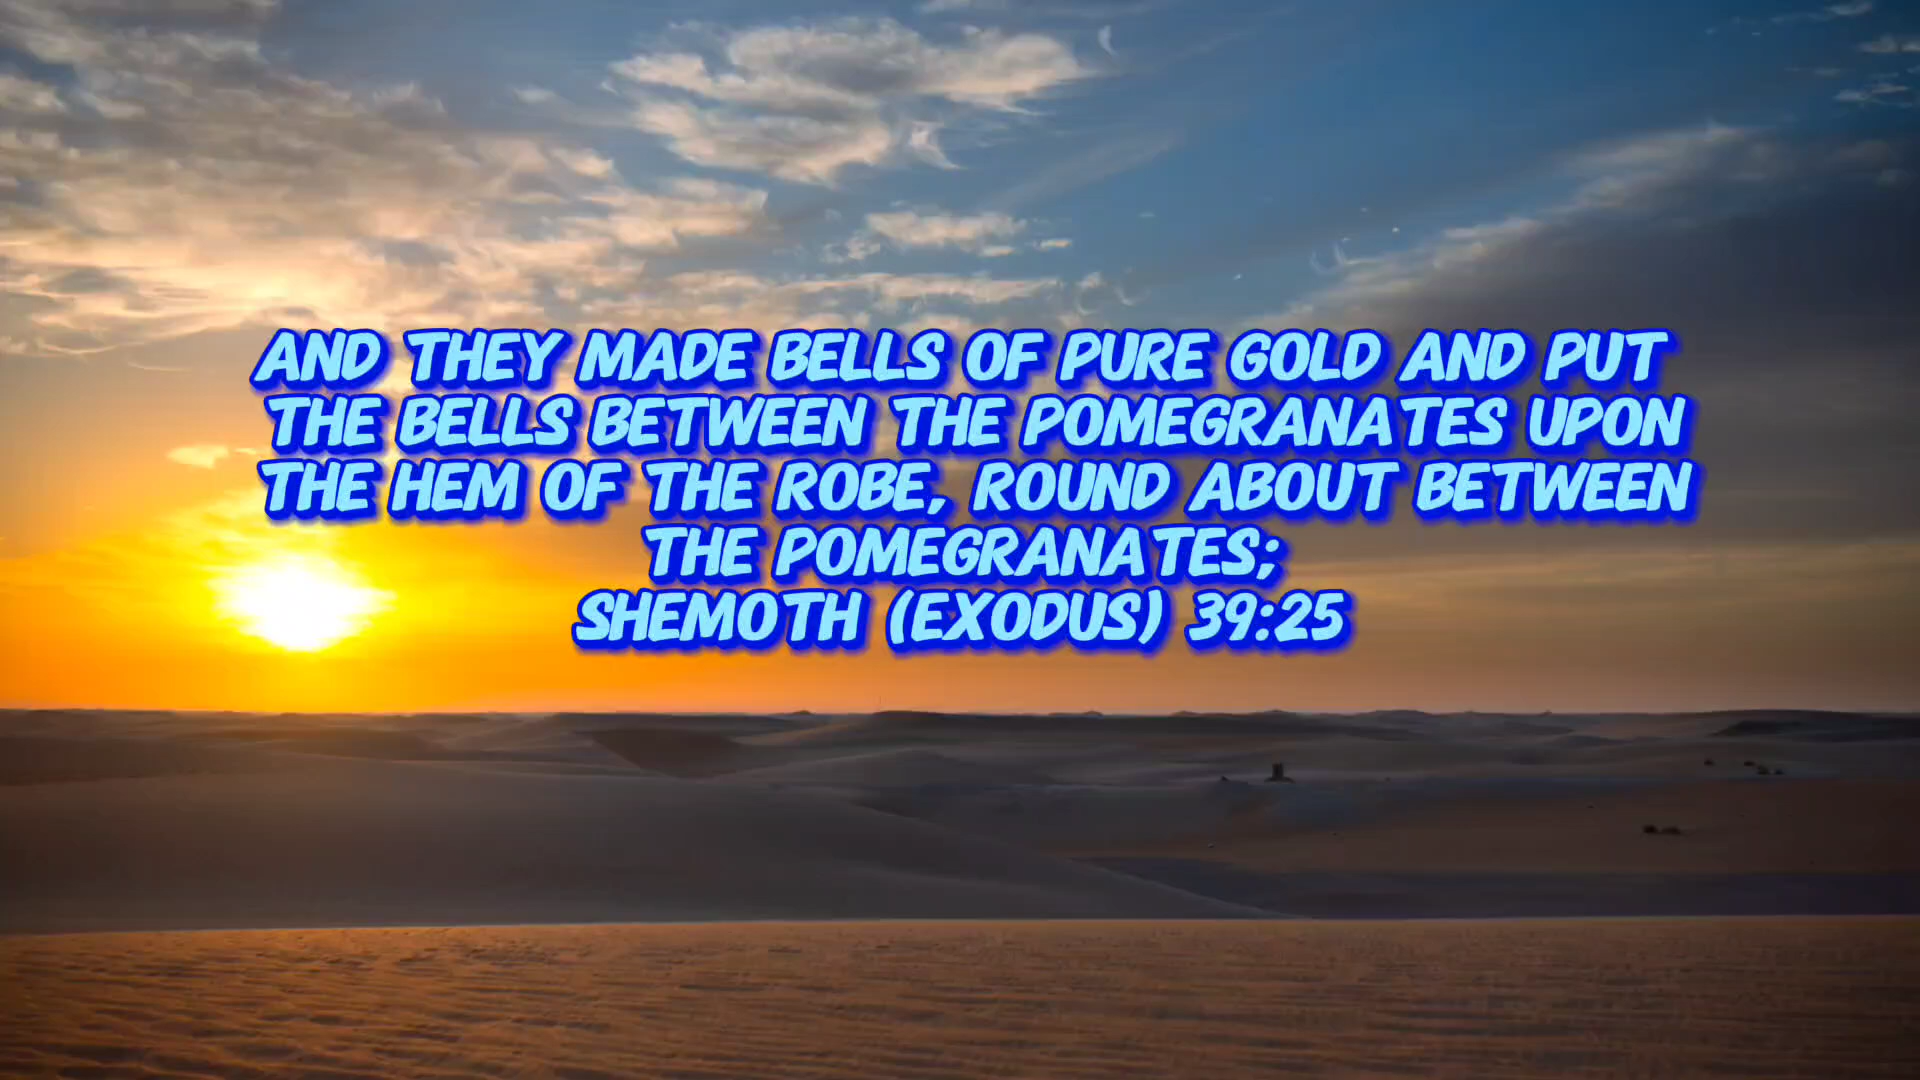 AND THEY MADE BELLS OF PURE GOLD AND PUT
THE BELLS BETWEEN THE POMEGRANATES UPON
THE HEM OF THE ROBE, ROUND ABOUT BETWEEN
THE POMEGRANATES;
SHEMOTH (EXODUS) 39:25